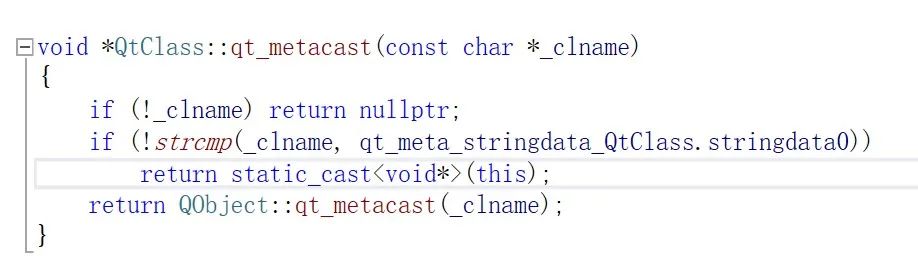 void *QtClass::qt_metacast(const char *_clname)
{
    if (!_clname) return nullptr;
    if (!strcmp(_clname, qt_meta_stringdata_QtClass.stringdata0))
        return static_cast<void*>(this);
    return QObject::qt_metacast(_clname);
}